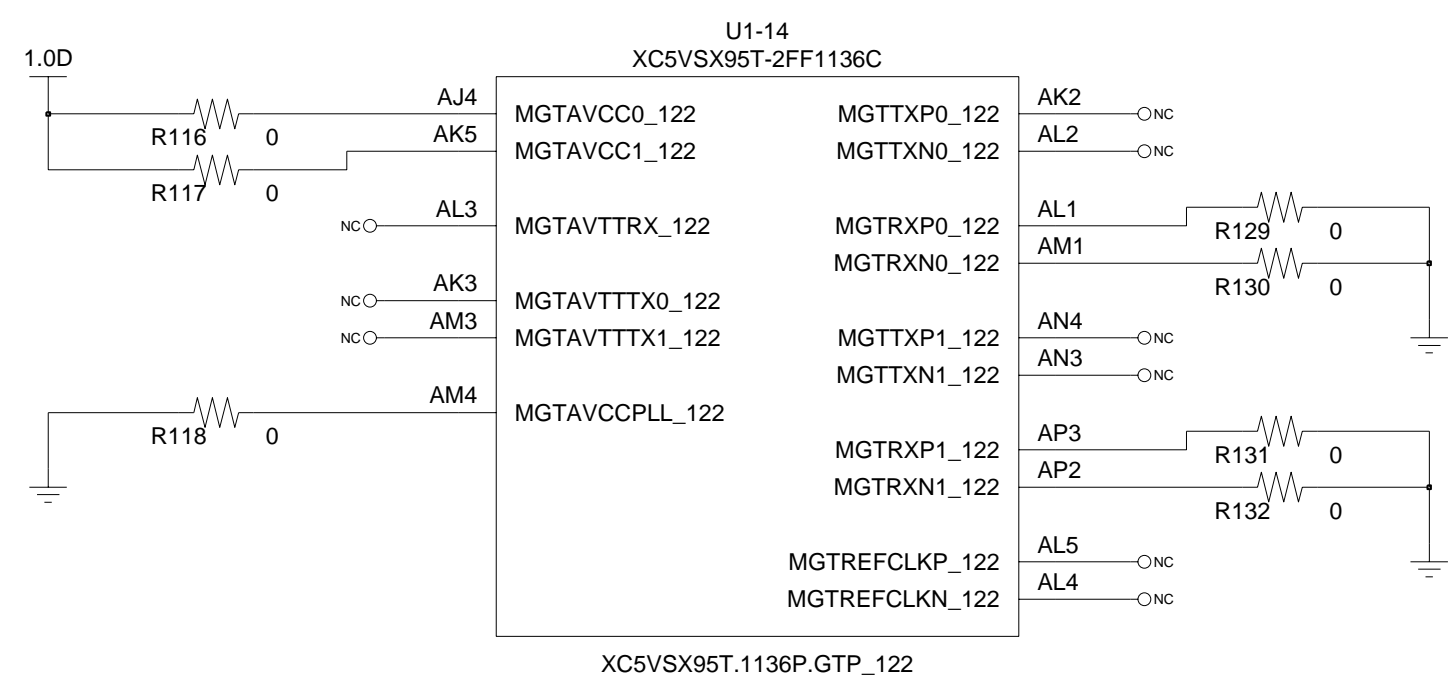 U1-14
XC5VSX95T-2FF1136C
1.0D
AJ4
MGTAVCC0_122
MGTTXP0_122
AK2
NC
R116
0
AK5
MGTAVCC1_122
MGTTXN0_122
AL2
NC
R117
0
NC
AL3
MGTAVTTRX_122
MGTRXP0_122
AL1
R129
0
MGTRXN0_122
AM1
R130
0
NC
AK3
MGTAVTTTX0_122
NC
AM3
MGTAVTTTX1_122
MGTTXP1_122
AN4
NC
MGTTXN1_122
AN3
NC
AM4
MGTAVCCPLL_122
R118
0
MGTRXP1_122
AP3
R131
0
MGTRXN1_122
AP2
R132
0
MGTREFCLKP_122
AL5
NC
MGTREFCLKN_122
AL4
NC
XC5VSX95T.1136P.GTP_122